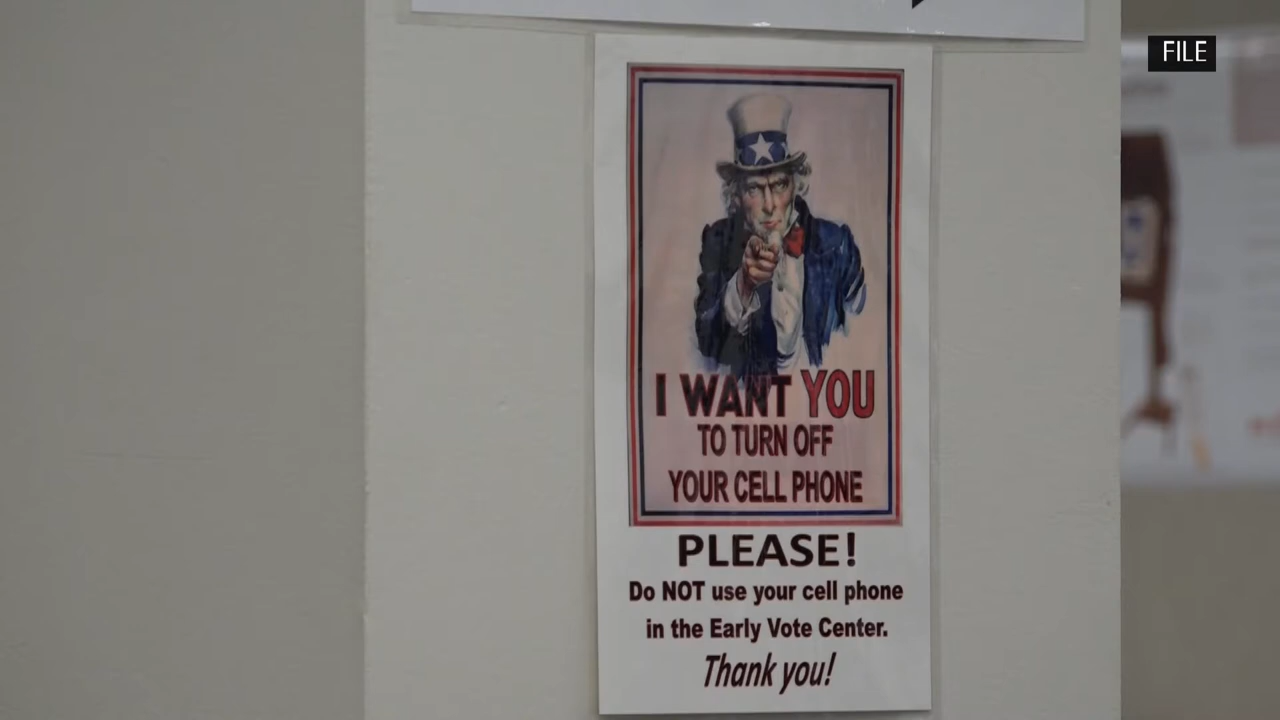 FILE
I WANT YOU
TO TURN OFF
YOUR CELL PHONE
PLEASE!
Do NOT use your cell phone
in the Early Vote Center.
Thank you!